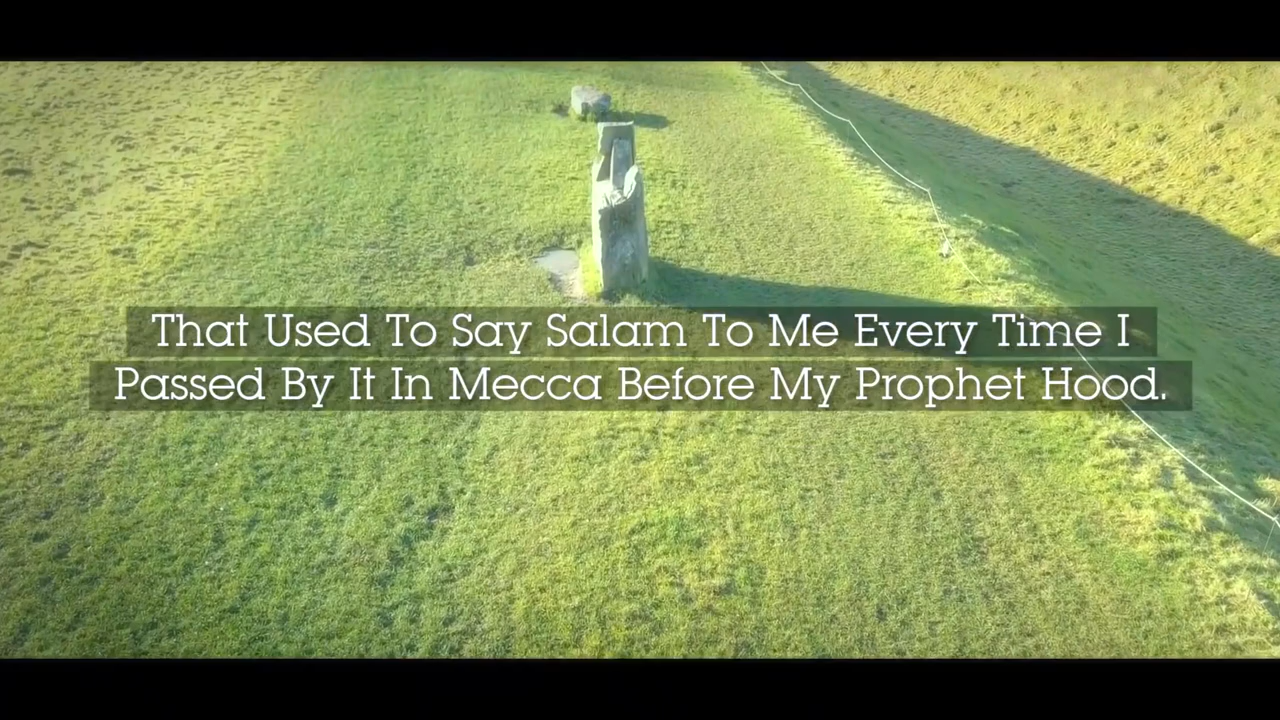 That Used To Say Salam To Me Every Time I
Passed By It In Mecca Before My Prophet Hood.